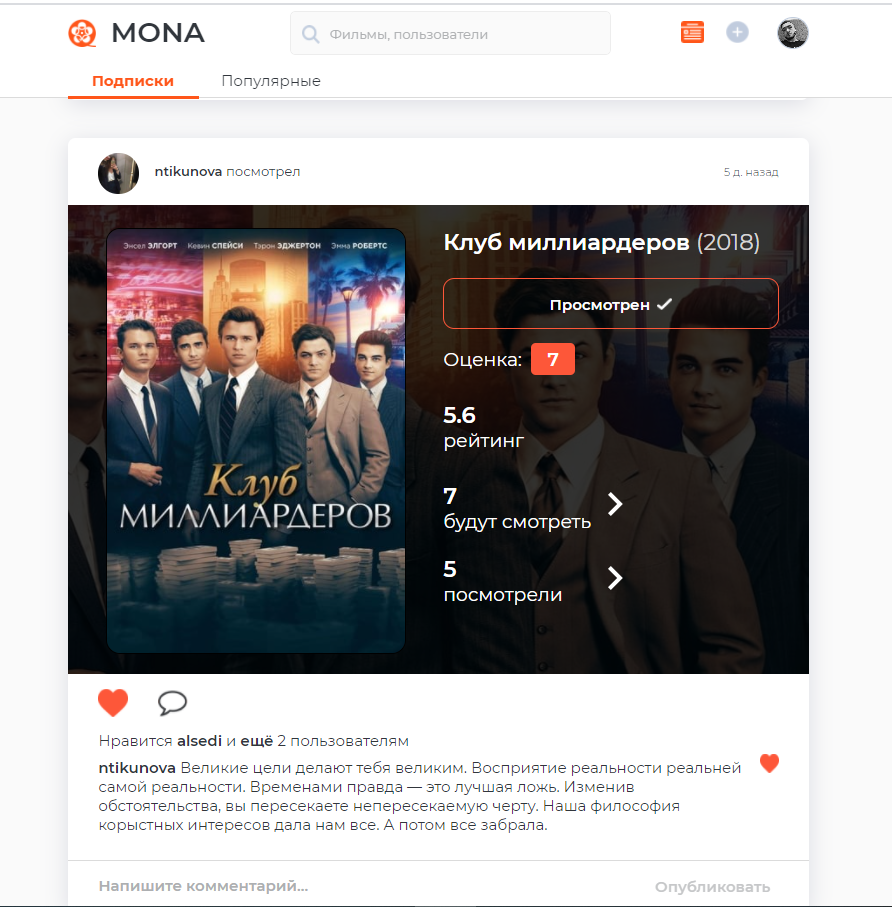 MONA
Фильмы, пользователи
Подписки
Популярные
ntikunova посмотрел
5 д. назад
Энсел ЭЛГОРТ Кевин СПЕЙСИ Тэрон ЭДЖЕРТОН Эмма РОБЕРТС
Клуб
МИЛЛИАРДЕРОВ
Клуб миллиардеров (2018)
Просмотрен
Оценка: 7
5.6
рейтинг
7
будут смотреть
5
посмотрели
Нравится alsedi и ещё 2 пользователям
ntikunova Великие цели делают тебя великим. Восприятие реальности реальней
самой реальности. Временами правда — это лучшая ложь. Изменив
обстоятельства, вы пересекаете непересекаемую черту. Наша философия
корыстных интересов дала нам все. А потом все забрала.
Напишите комментарий...
Опубликовать